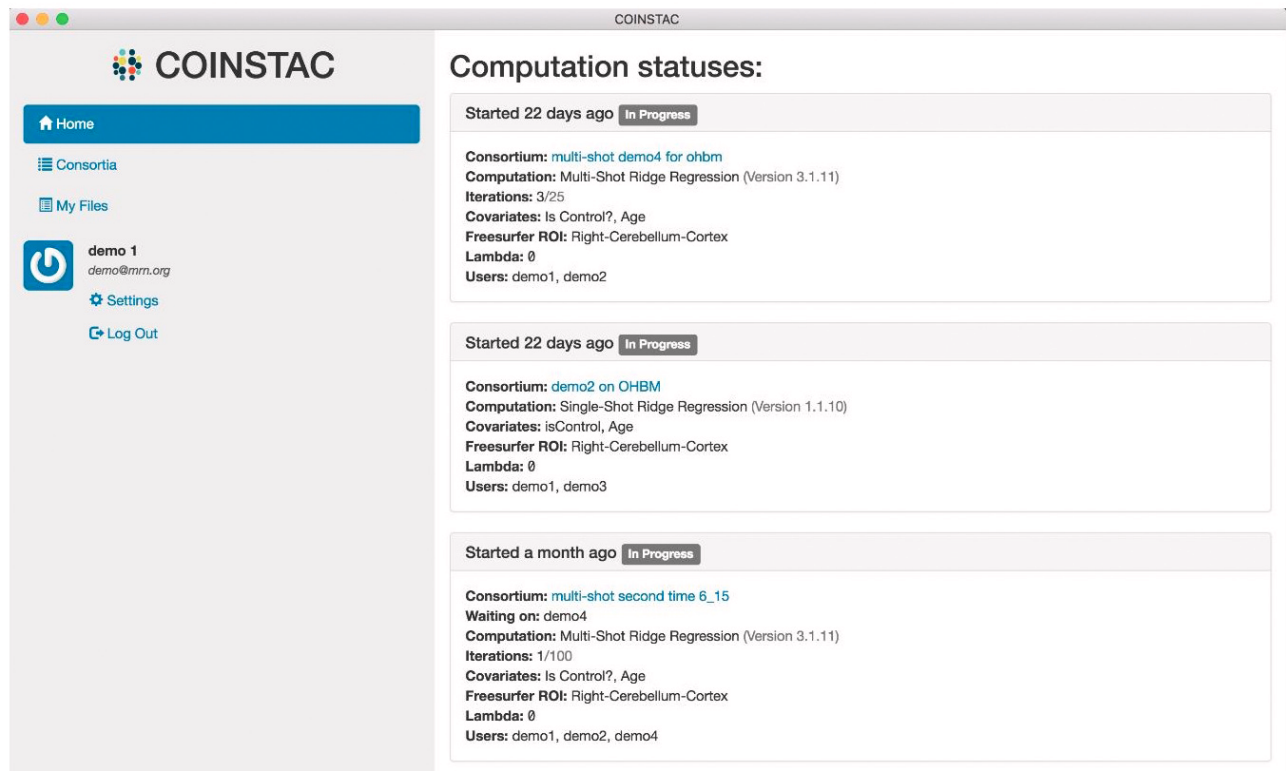 COINSTAC
COINSTAC
Home
Consortia
My Files
demo 1
demo@mrn.org
Settings
Log Out
Computation statuses:
Started 22 days ago In Progress
Consortium: multi-shot demo4 for ohbm
Computation: Multi-Shot Ridge Regression (Version 3.1.11)
Iterations: 3/25
Covariates: Is Control?, Age
Freesurfer ROI: Right-Cerebellum-Cortex
Lambda: 0
Users: demo1, demo2
Started 22 days ago In Progress
Consortium: demo2 on OHBM
Computation: Single-Shot Ridge Regression (Version 1.1.10)
Covariates: isControl, Age
Freesurfer ROI: Right-Cerebellum-Cortex
Lambda: 0
Users: demo1, demo3
Started a month ago In Progress
Consortium: multi-shot second time 6_15
Waiting on: demo4
Computation: Multi-Shot Ridge Regression (Version 3.1.11)
Iterations: 1/100
Covariates: Is Control?, Age
Freesurfer ROI: Right-Cerebellum-Cortex
Lambda: 0
Users: demo1, demo2, demo4